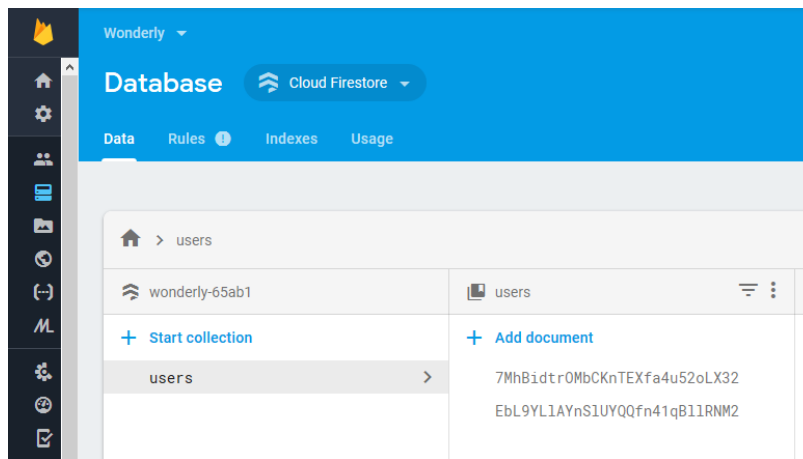 Wonderly
Database Cloud Firestore
Data Rules Indexes Usage
users
wonderly-65ab1 users
Start collection Add document
users 7MhBidtrOMbCKnTEXfa4u52oLX32
EbL9YLlAYnSlUYQQfn41qBllRNM2